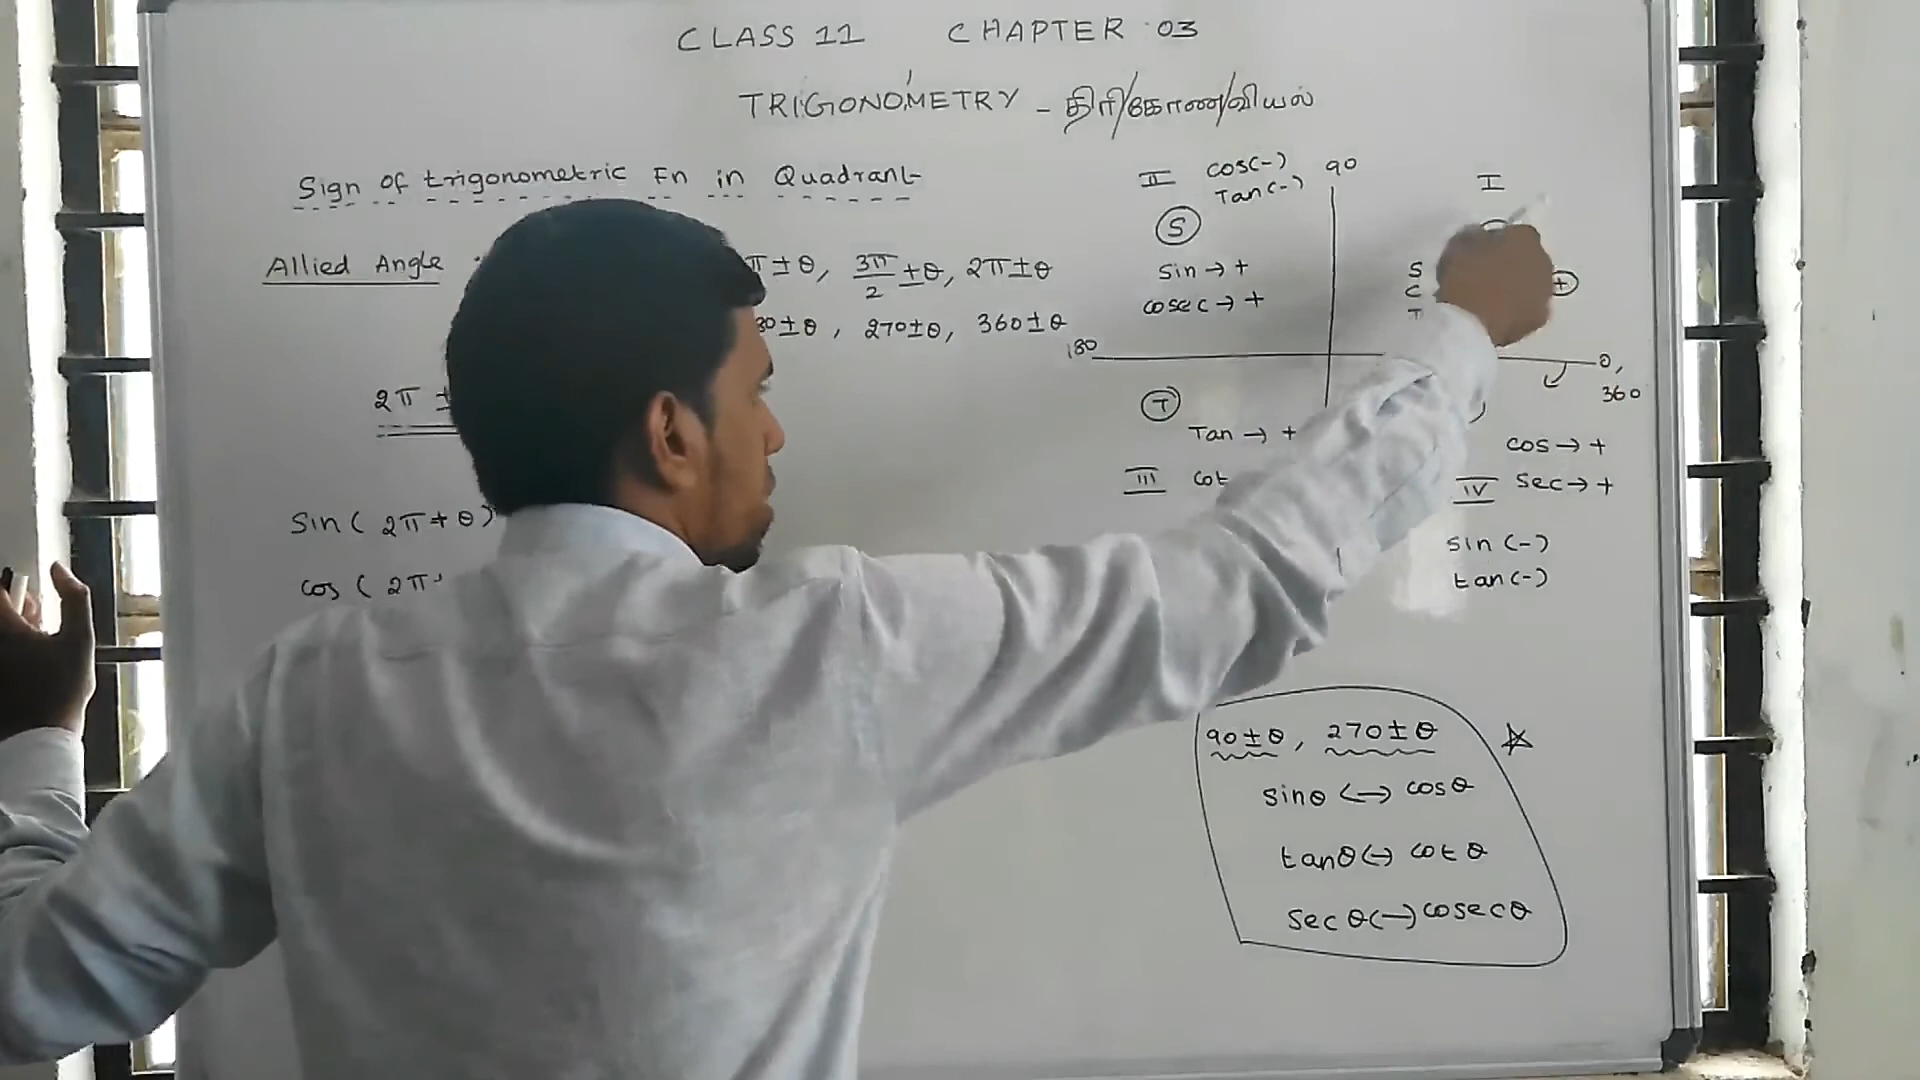 CLASS 11 CHAPTER 03
TRIGONOMETRY - திரி/கோண/வியல்
Sign of trigonometric Fn in Quadrant
Allied Angle
π±θ, 3π/2 ±θ, 2π±θ
80±θ, 270±θ, 360±θ
2π ±
sin(2π+θ)
cos(2π
II cos(-) 90
Tan(-)
S
sin→+
cosec→+
180
I
S
C
T
+
0,
360
T
Tan→+
III cot
cos→+
IV sec→+
sin(-)
tan(-)
90±θ, 270±θ ☆
sinθ↔cosθ
tanθ↔cotθ
secθ↔cosecθ